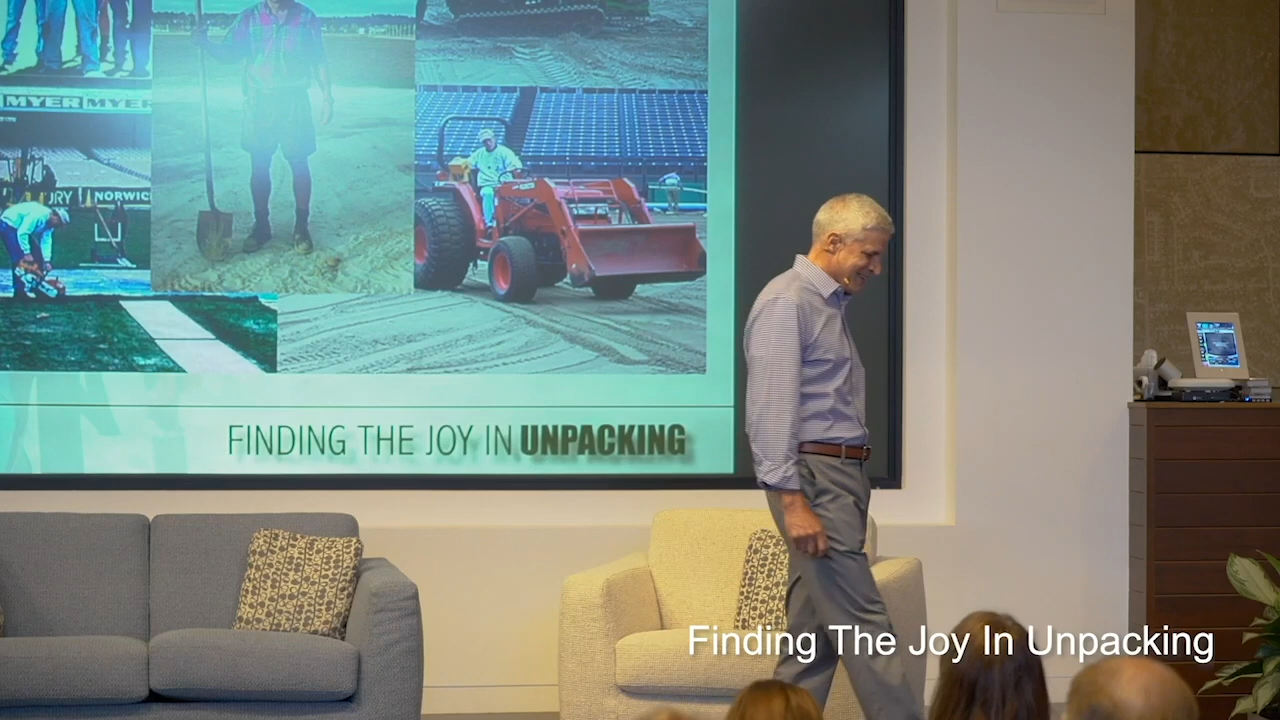 MYER MYER
NORWICH
FINDING THE JOY IN UNPACKING
Finding The Joy In Unpacking